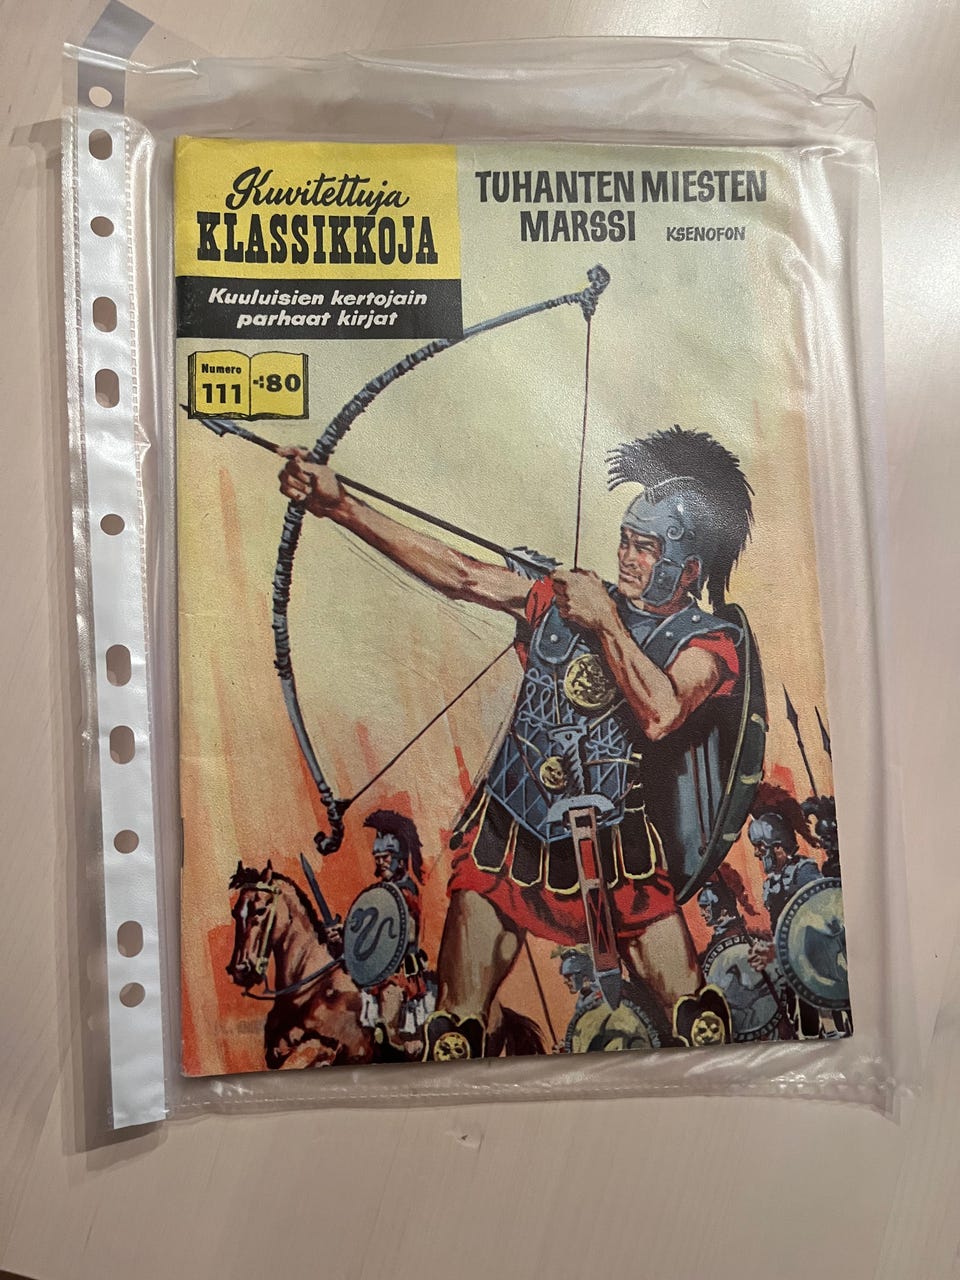 Kuvitettuja
KLASSIKKOJA
Kuuluisien kertojain
parhaat kirjat
Numero
111
-:80
TUHANTEN MIESTEN
MARSSI KSENOFON